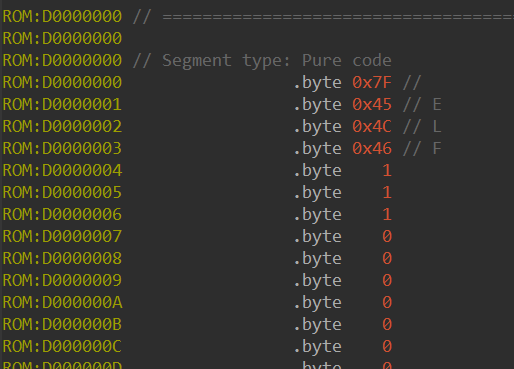 ROM:D0000000 // ===================================
ROM:D0000000
ROM:D0000000 // Segment type: Pure code
ROM:D0000000 .byte 0x7F //
ROM:D0000001 .byte 0x45 // E
ROM:D0000002 .byte 0x4C // L
ROM:D0000003 .byte 0x46 // F
ROM:D0000004 .byte 1
ROM:D0000005 .byte 1
ROM:D0000006 .byte 1
ROM:D0000007 .byte 0
ROM:D0000008 .byte 0
ROM:D0000009 .byte 0
ROM:D000000A .byte 0
ROM:D000000B .byte 0
ROM:D000000C .byte 0
ROM:D000000D .byte 0